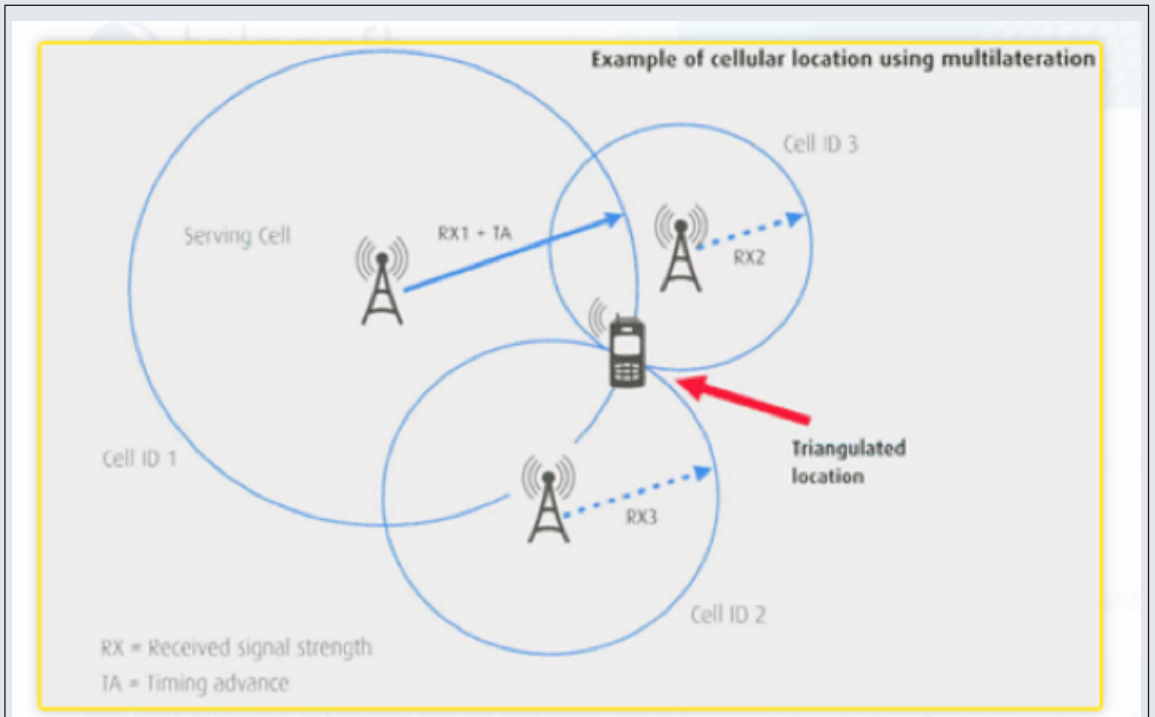 Example of cellular location using multilateration
Cell ID 3
Serving Cell
RX1 + TA
RX2
Cell ID 1
Triangulated
location
RX3
Cell ID 2
RX = Received signal strength
TA = Timing advance